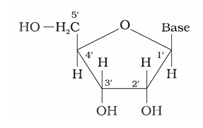 5′
HO—H₂C O Base
4′ 1′
H H H H
3′ 2′
OH OH